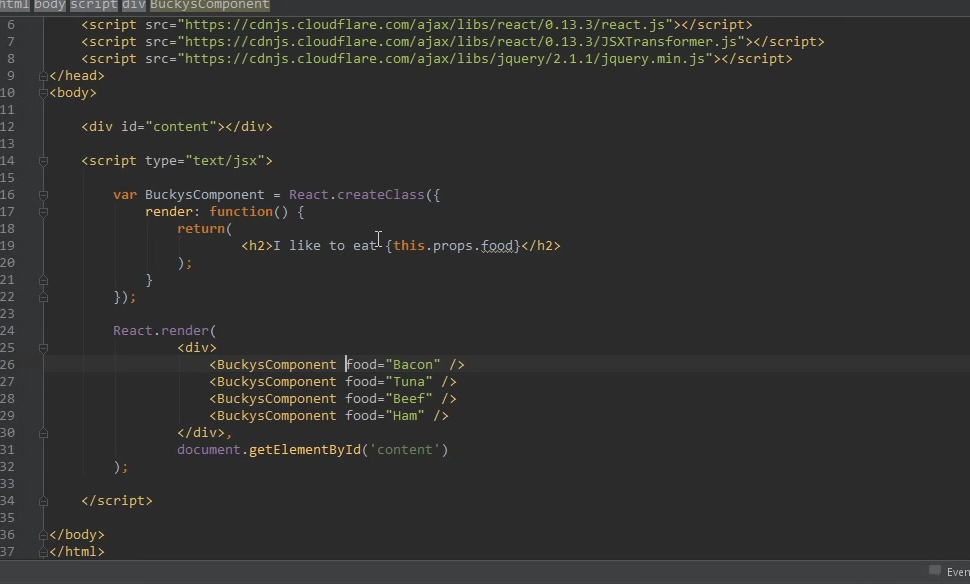 html body script div BuckysComponent
6 <script src="https://cdnjs.cloudflare.com/ajax/libs/react/0.13.3/react.js"></script>
7 <script src="https://cdnjs.cloudflare.com/ajax/libs/react/0.13.3/JSXTransformer.js"></script>
8 <script src="https://cdnjs.cloudflare.com/ajax/libs/jquery/2.1.1/jquery.min.js"></script>
9 </head>
10 <body>
11
12 <div id="content"></div>
13
14 <script type="text/jsx">
15
16 var BuckysComponent = React.createClass({
17 render: function() {
18 return(
19 <h2>I like to eat {this.props.food}</h2>
20 );
21 }
22 });
23
24 React.render(
25 <div>
26 <BuckysComponent food="Bacon" />
27 <BuckysComponent food="Tuna" />
28 <BuckysComponent food="Beef" />
29 <BuckysComponent food="Ham" />
30 </div>,
31 document.getElementById('content')
32 );
33
34 </script>
35
36 </body>
37 </html>
Even